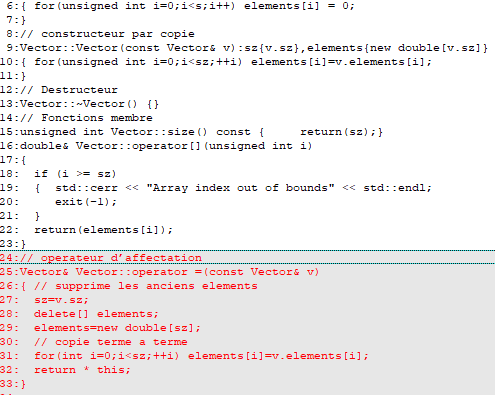 6:{ for(unsigned int i=0;i<s;i++) elements[i] = 0;
7:}
8:// constructeur par copie
9:Vector::Vector(const Vector& v):sz{v.sz},elements{new double[v.sz]}
10:{ for(unsigned int i=0;i<sz;++i) elements[i]=v.elements[i];
11:}
12:// Destructeur
13:Vector::~Vector() {}
14:// Fonctions membre
15:unsigned int Vector::size() const {     return(sz);}
16:double& Vector::operator[](unsigned int i)
17:{
18:  if (i >= sz)
19:  {  std::cerr << "Array index out of bounds" << std::endl;
20:     exit(-1);
21:  }
22:  return(elements[i]);
23:}
24:// operateur d'affectation
25:Vector& Vector::operator =(const Vector& v)
26:{ // supprime les anciens elements
27:  sz=v.sz;
28:  delete[] elements;
29:  elements=new double[sz];
30:  // copie terme a terme
31:  for(int i=0;i<sz;++i) elements[i]=v.elements[i];
32:  return * this;
33:}